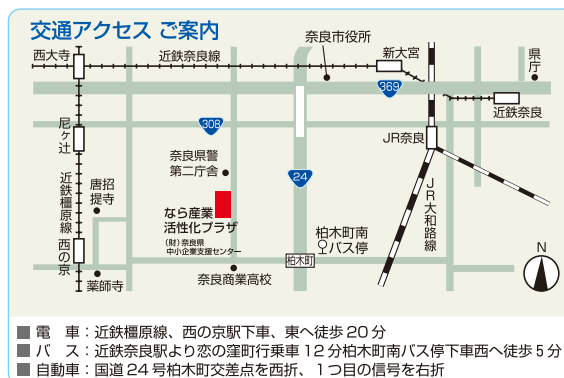 交通アクセス ご案内
西大寺
近鉄奈良線
奈良市役所
新大宮
県庁
369
近鉄奈良
尼ヶ辻
308
JR奈良
奈良県警
第二庁舎
24
唐招
提寺
近鉄橿原線
なら産業
活性化プラザ
(財)奈良県
中小企業支援センター
柏木町南
バス停
JR大和路線
西の京
柏木町
N
薬師寺
奈良商業高校
■ 電　車：近鉄橿原線、西の京駅下車、東へ徒歩20分
■ バ　ス：近鉄奈良駅より恋の窪町行乗車12分柏木町南バス停下車西へ徒歩5分
■ 自動車：国道24号柏木町交差点を西折、1つ目の信号を右折